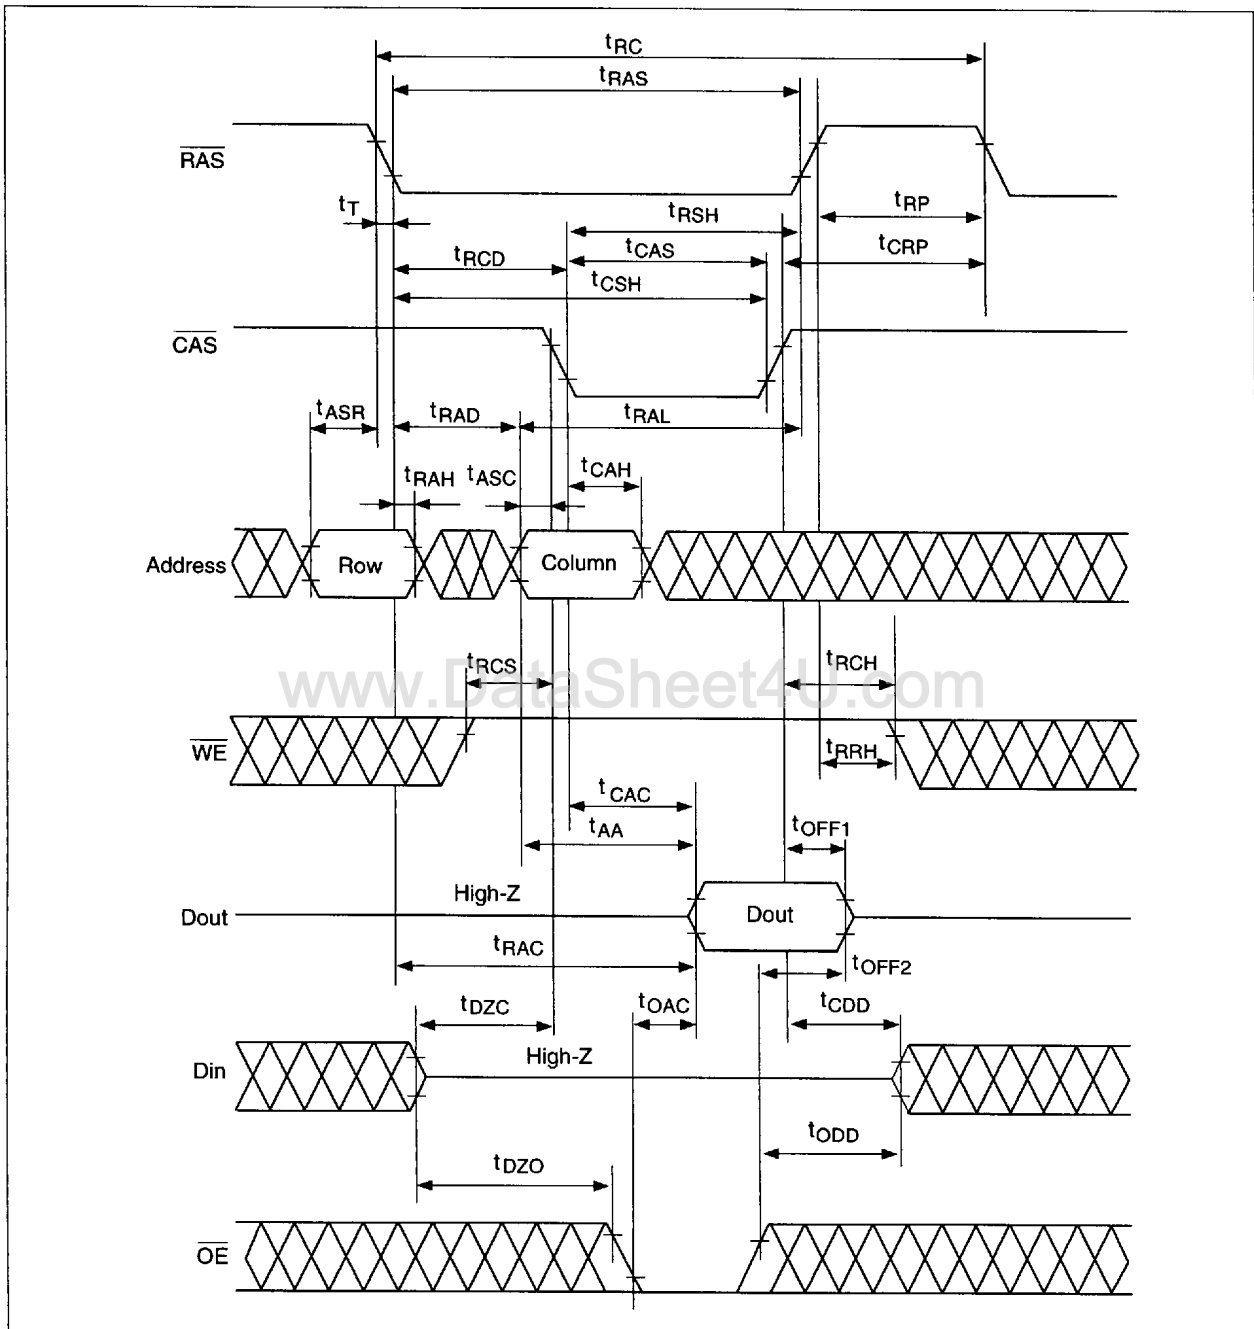 tRC
tRAS
RAS
tT
tRSH
tRP
tRCD
tCAS
tCRP
tCSH
CAS
tASR
tRAD
tRAL
tRAH
tASC
tCAH
Address
Row
Column
www.DataSheet4U.com
tRCS
tRCH
WE
tRRH
tCAC
tAA
tOFF1
High-Z
Dout
Dout
tRAC
tOFF2
tDZC
tOAC
tCDD
Din
High-Z
tODD
tDZO
OE